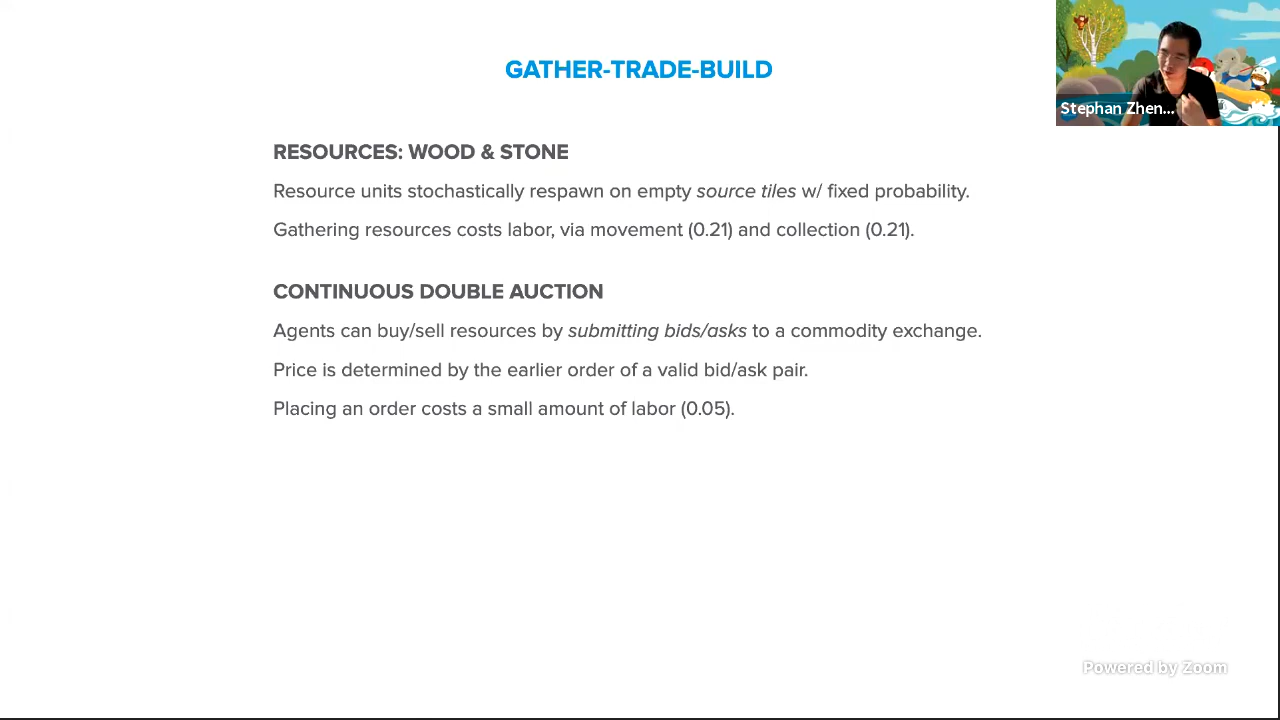 GATHER-TRADE-BUILD
Stephan Zhen...
RESOURCES: WOOD & STONE
Resource units stochastically respawn on empty source tiles w/ fixed probability.
Gathering resources costs labor, via movement (0.21) and collection (0.21).
CONTINUOUS DOUBLE AUCTION
Agents can buy/sell resources by submitting bids/asks to a commodity exchange.
Price is determined by the earlier order of a valid bid/ask pair.
Placing an order costs a small amount of labor (0.05).
Powered by Zoom